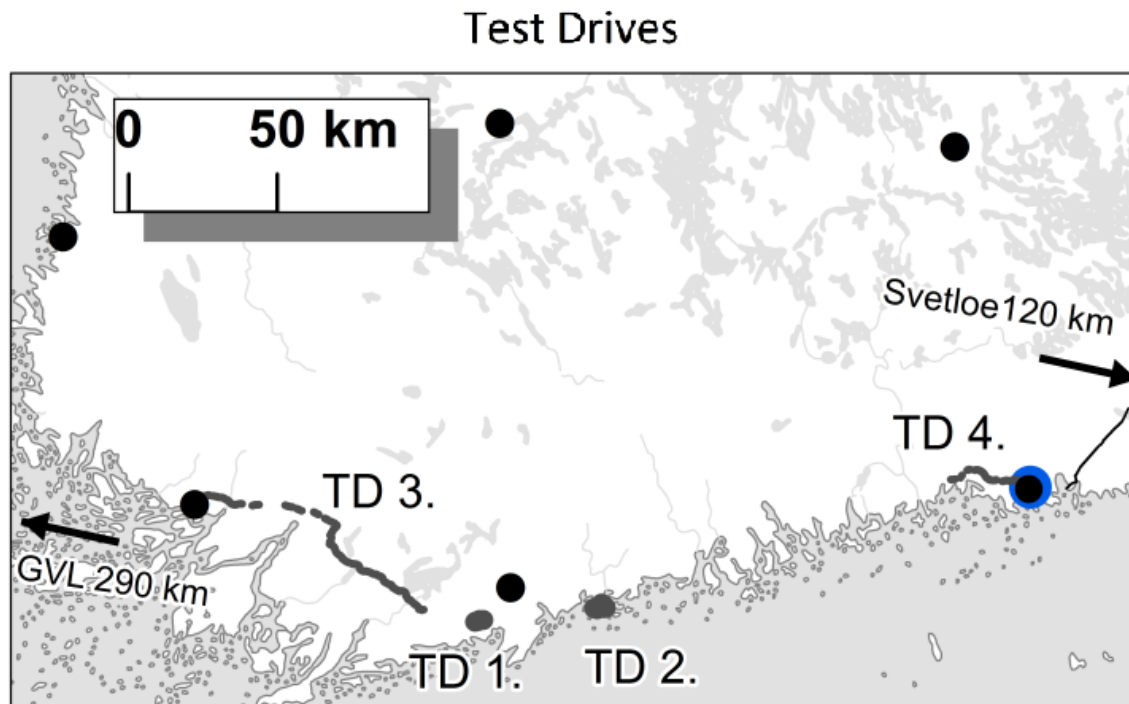 Test Drives
0 50 km
Svetloe120 km
TD 4.
TD 3.
GVL 290 km
TD 1.
TD 2.